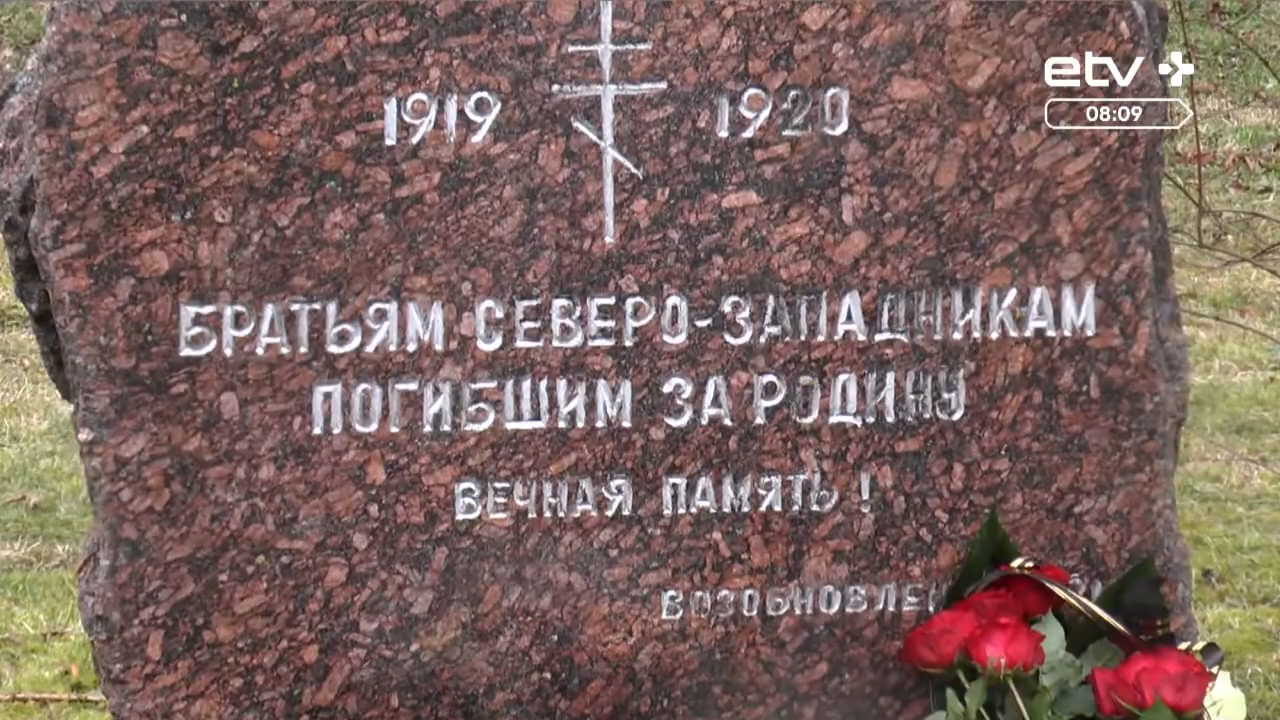 etv+
08:09
1919 1920
БРАТЬЯМ СЕВЕРО-ЗАПАДНИКАМ
ПОГИБШИМ ЗА РОДИНУ
ВЕЧНАЯ ПАМЯТЬ !